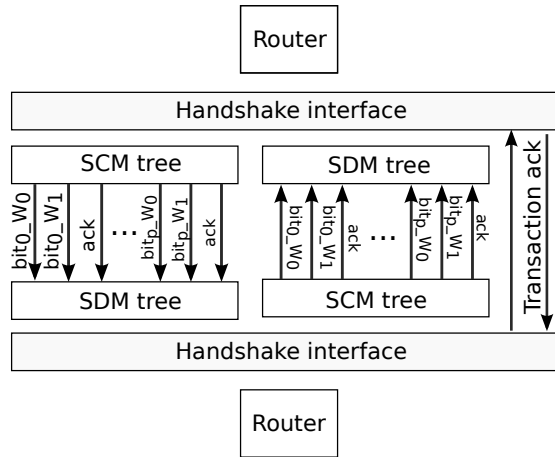 Router
Handshake interface
SCM tree
SDM tree
bit0_W0
bit0_W1
ack
...
bitp_W0
bitp_W1
ack
bit0_W0
bit0_W1
ack
...
bitp_W0
bitp_W1
ack
Transaction ack
SDM tree
SCM tree
Handshake interface
Router